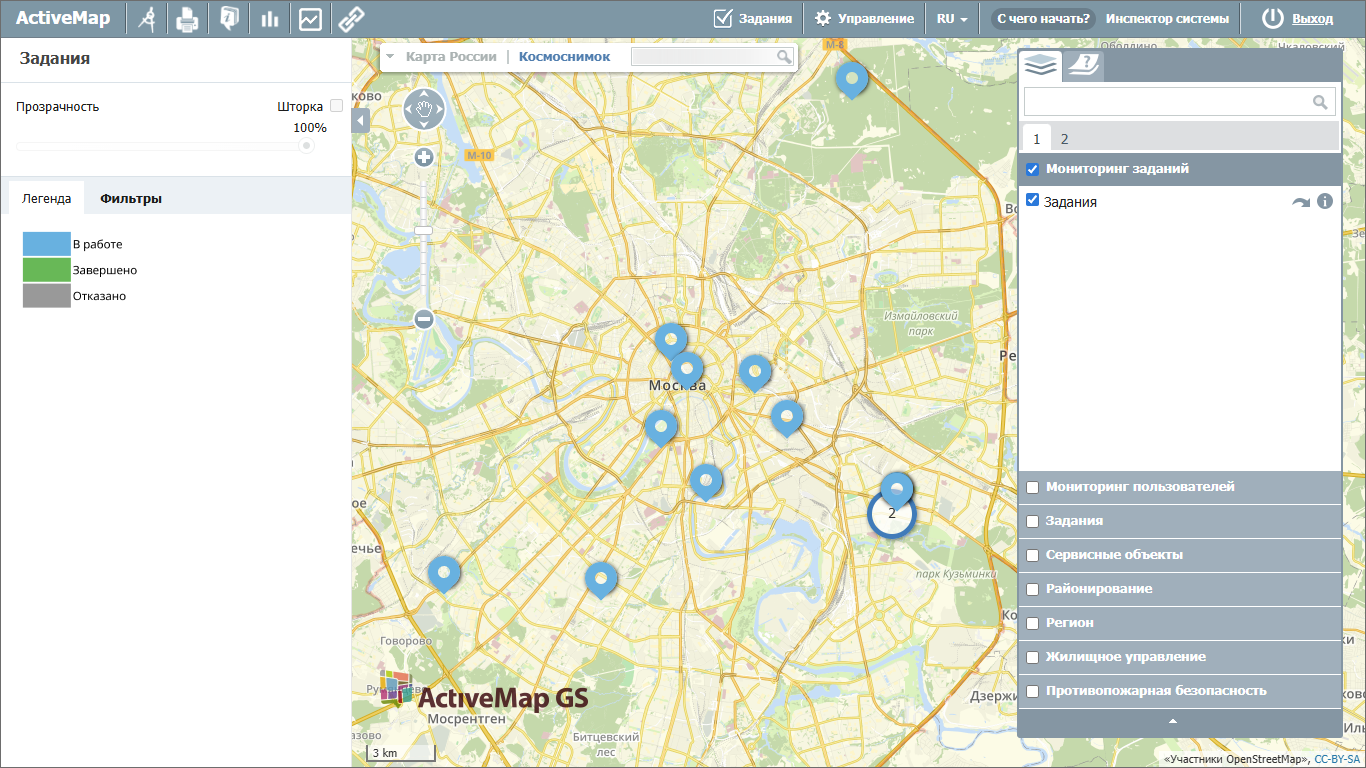 ActiveMap
Задания
Управление
RU
С чего начать?
Инспектор системы
Выход
Задания
Прозрачность
Шторка
100%
Легенда
Фильтры
В работе
Завершено
Отказано
Карта России | Космоснимок
М-8
М-10
Измайловский
парк
Москва
2
парк Кузьминки
Говорово
Мосрентген
Битцевский
лес
ActiveMap GS
3 km
1
2
Мониторинг заданий
Задания
Мониторинг пользователей
Задания
Сервисные объекты
Районирование
Регион
Жилищное управление
Противопожарная безопасность
«Участники OpenStreetMap», CC-BY-SA